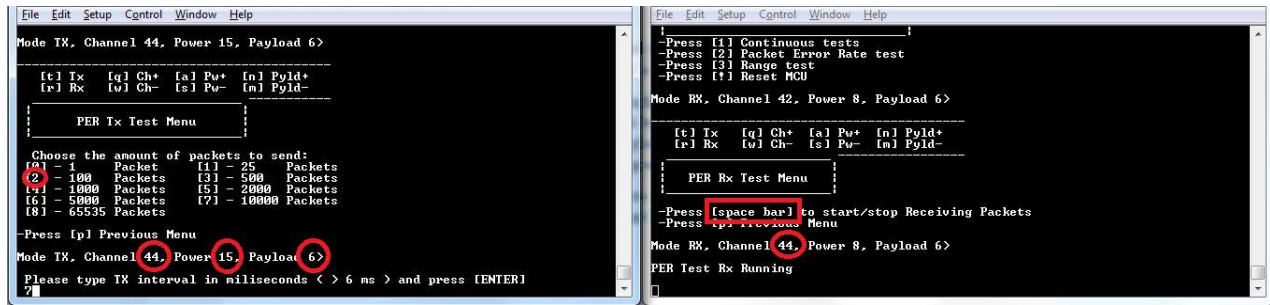 File Edit Setup Control Window Help
Mode TX, Channel 44, Power 15, Payload 6>
[t] Tx [q] Ch+ [a] Pw+ [n] Pyld+
[r] Rx [w] Ch- [s] Pw- [m] Pyld-
PER Tx Test Menu
Choose the amount of packets to send:
[0] - 1 Packet [1] - 25 Packets
[2 - 100 Packets [3] - 500 Packets
[4] - 1000 Packets [5] - 2000 Packets
[6] - 5000 Packets [7] - 10000 Packets
[8] - 65535 Packets
-Press [p] Previous Menu
Mode TX, Channel 44, Power 15, Payload 6>
Please type TX interval in miliseconds ( > 6 ms ) and press [ENTER]
?
File Edit Setup Control Window Help
-Press [1] Continuous tests
-Press [2] Packet Error Rate test
-Press [3] Range test
-Press [!] Reset MCU
Mode RX, Channel 42, Power 8, Payload 6>
[t] Tx [q] Ch+ [a] Pw+ [n] Pyld+
[r] Rx [w] Ch- [s] Pw- [m] Pyld-
PER Rx Test Menu
-Press [space bar] to start/stop Receiving Packets
-Press [p] Previous Menu
Mode RX, Channel 44, Power 8, Payload 6>
PER Test Rx Running